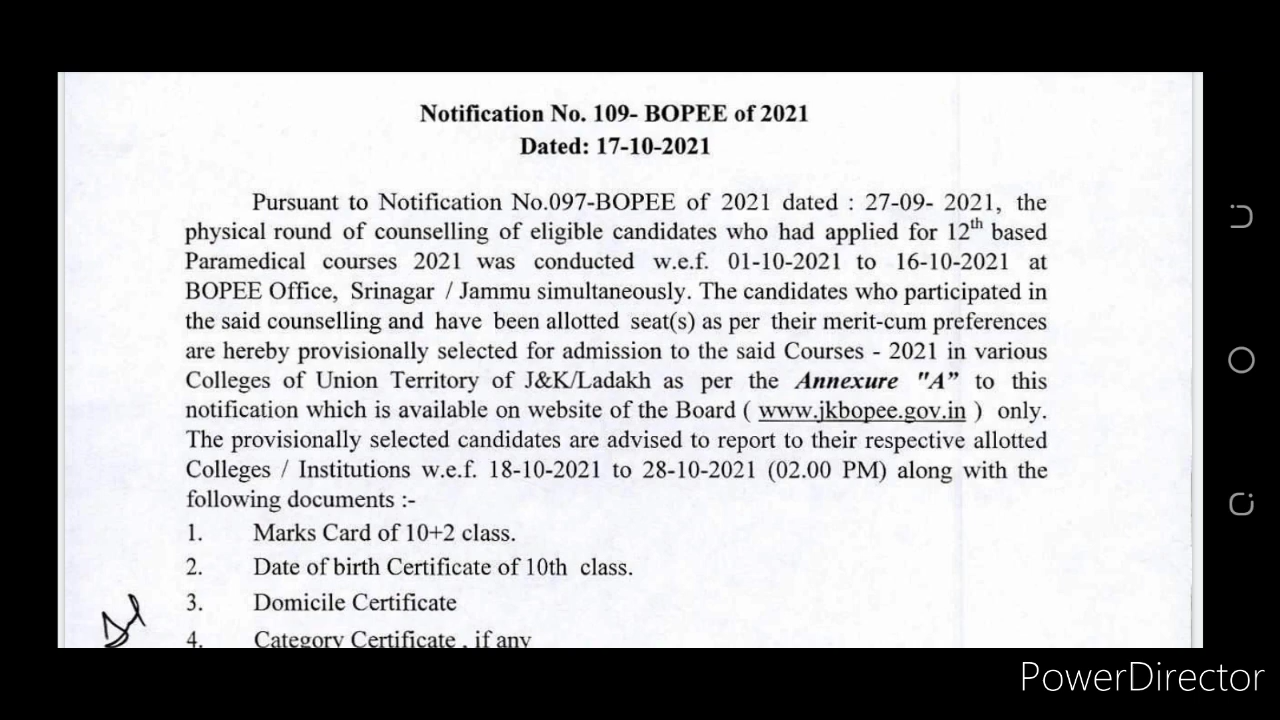 Notification No. 109- BOPEE of 2021
Dated: 17-10-2021
Pursuant to Notification No.097-BOPEE of 2021 dated : 27-09- 2021, the
physical round of counselling of eligible candidates who had applied for 12th based
Paramedical courses 2021 was conducted w.e.f. 01-10-2021 to 16-10-2021 at
BOPEE Office, Srinagar / Jammu simultaneously. The candidates who participated in
the said counselling and have been allotted seat(s) as per their merit-cum preferences
are hereby provisionally selected for admission to the said Courses - 2021 in various
Colleges of Union Territory of J&K/Ladakh as per the Annexure "A" to this
notification which is available on website of the Board ( www.jkbopee.gov.in ) only.
The provisionally selected candidates are advised to report to their respective allotted
Colleges / Institutions w.e.f. 18-10-2021 to 28-10-2021 (02.00 PM) along with the
following documents :-
1. Marks Card of 10+2 class.
2. Date of birth Certificate of 10th class.
3. Domicile Certificate
4. Category Certificate , if any
PowerDirector